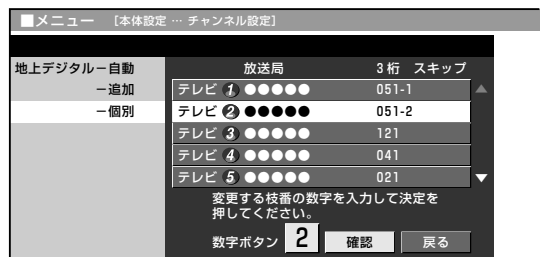 ■メニュー [本体設定 … チャンネル設定]
地上デジタルー自動 放送局 3桁 スキップ
ー追加 テレビ 1 ●●●●● 051-1 ▲
ー個別 テレビ 2 ●●●●● 051-2
テレビ 3 ●●●●● 121
テレビ 4 ●●●●● 041
テレビ 5 ●●●●● 021 ▼
変更する枝番の数字を入力して決定を
押してください。
数字ボタン 2 確認 戻る